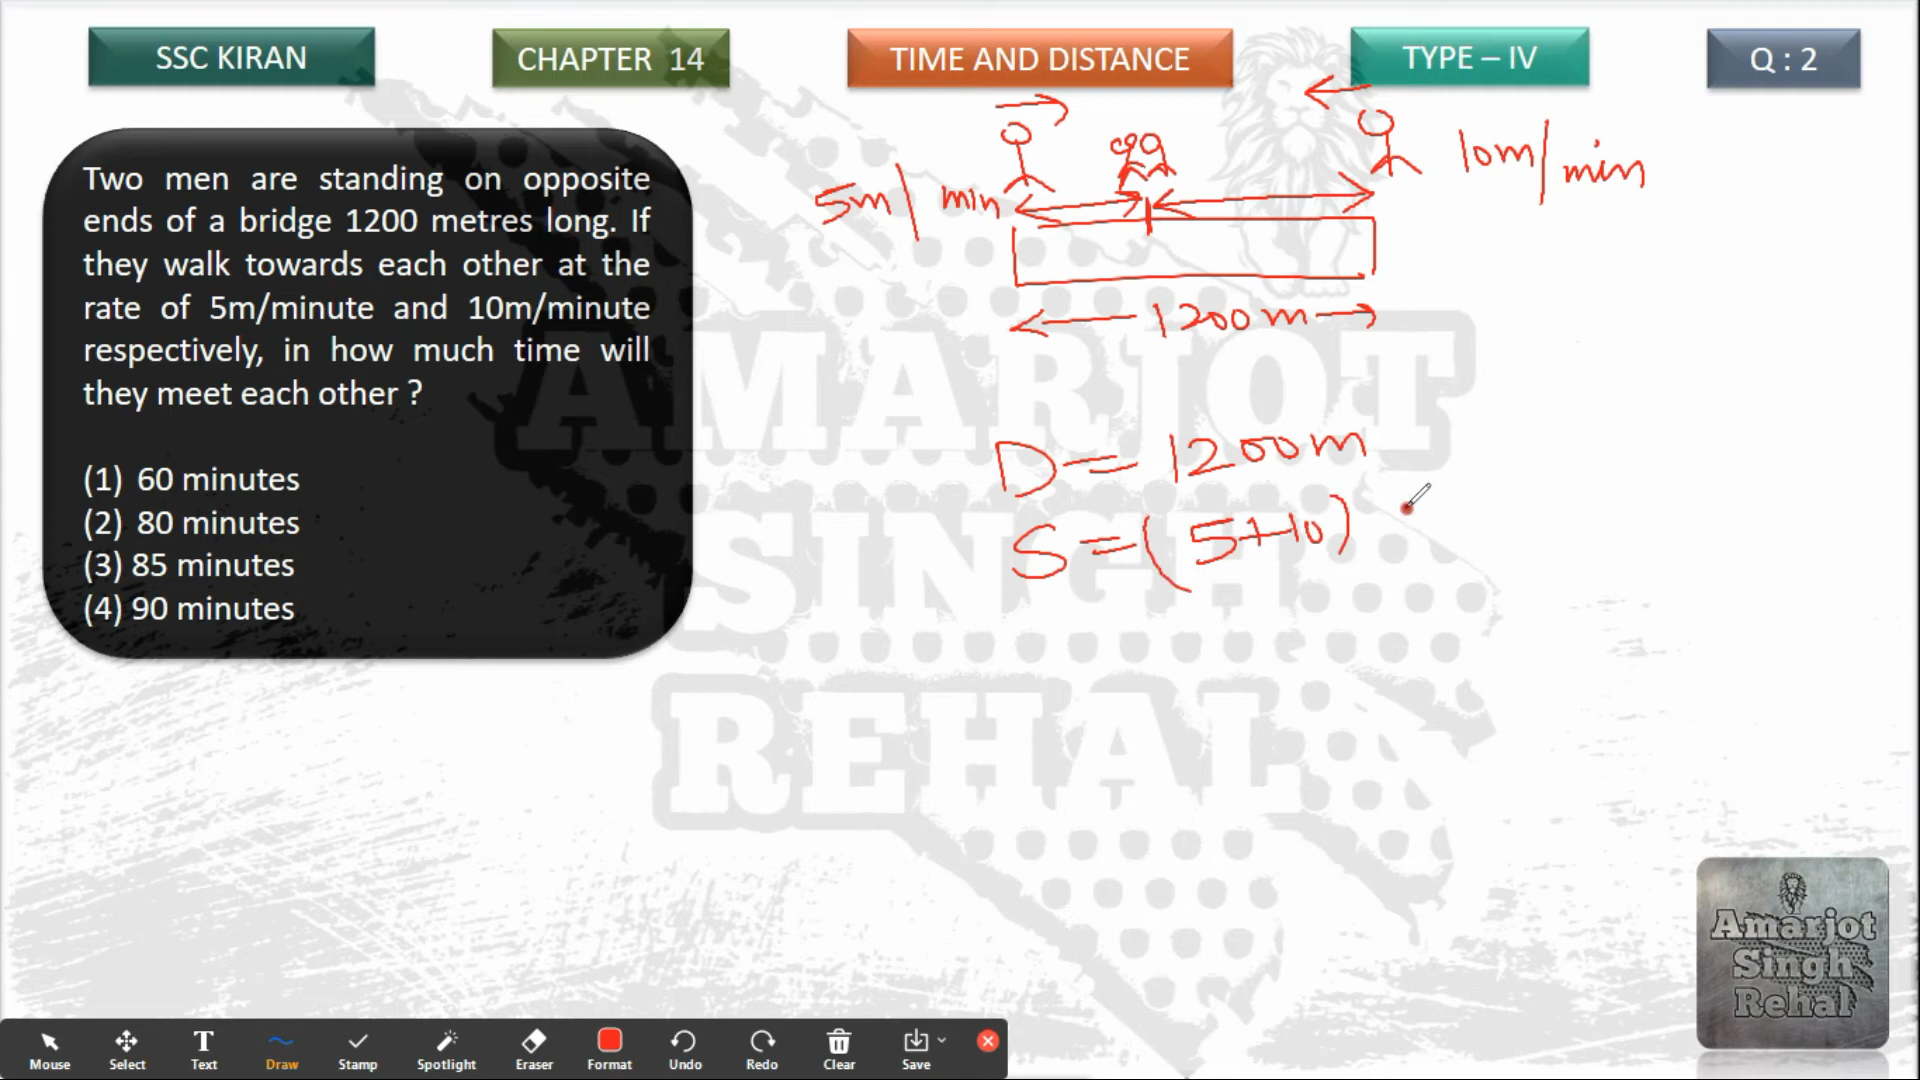 SSC KIRAN
CHAPTER 14
TIME AND DISTANCE
TYPE – IV
Q : 2
Two men are standing on opposite
ends of a bridge 1200 metres long. If
they walk towards each other at the
rate of 5m/minute and 10m/minute
respectively, in how much time will
they meet each other ?
(1) 60 minutes
(2) 80 minutes
(3) 85 minutes
(4) 90 minutes
5m/ min
10m/min
1200m
D = 1200m
S = (5+10)
AMARJOT
SINGH
REHAL
Amarjot
Singh
Rehal
Mouse
Select
Text
Draw
Stamp
Spotlight
Eraser
Format
Undo
Redo
Clear
Save